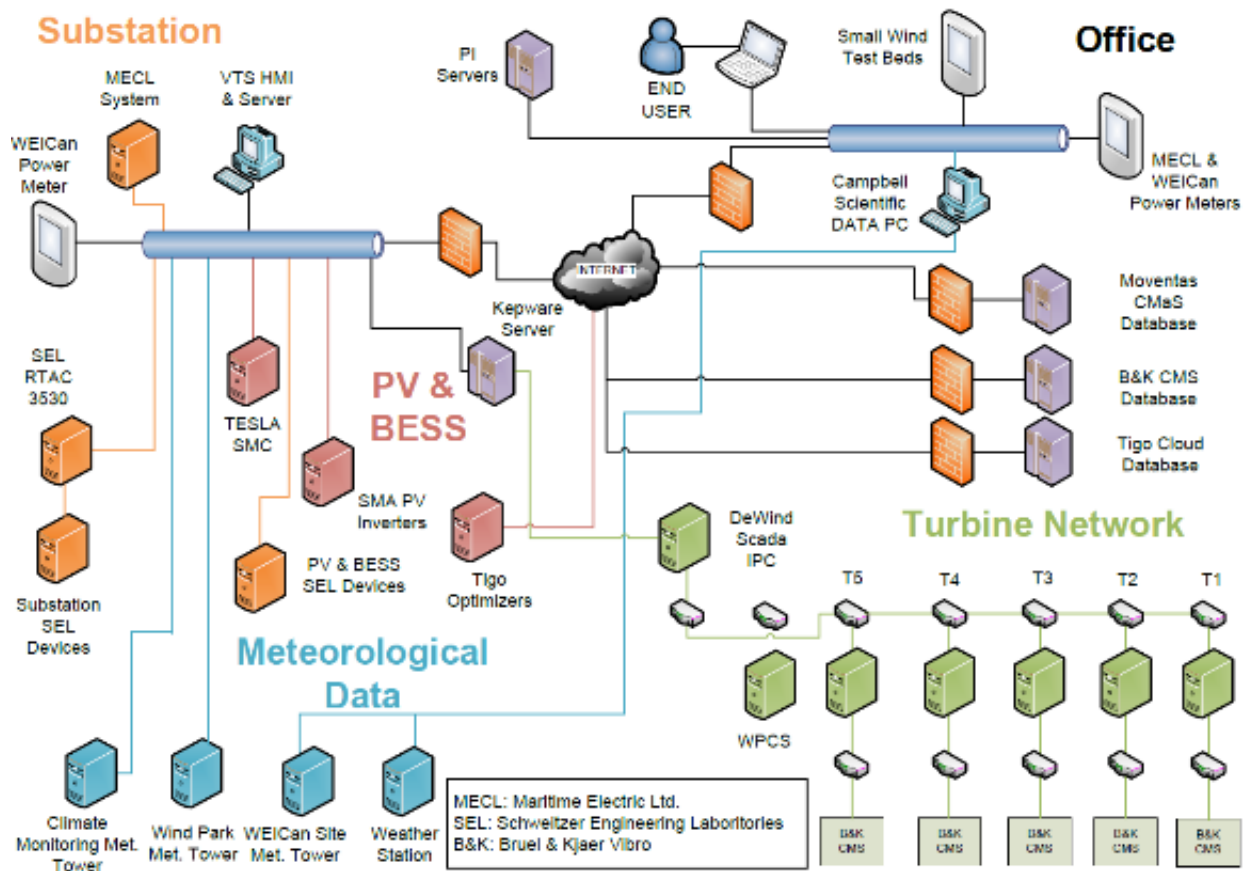 Substation
MECL
System
VTS HMI
& Server
WEICan
Power
Meter
PI
Servers
END
USER
Small Wind
Test Beds
Office
MECL &
WEICan
Power Meters
Campbell
Scientific
DATA PC
INTERNET
Kepware
Server
Moventas
CMaS
Database
B&K CMS
Database
Tigo Cloud
Database
SEL
RTAC
3530
TESLA
SMC
PV &
BESS
SMA PV
Inverters
Substation
SEL
Devices
PV & BESS
SEL Devices
Tigo
Optimizers
DeWind
Scada
IPC
Turbine Network
T5
T4
T3
T2
T1
WPCS
Meteorological
Data
Climate
Monitoring Met.
Tower
Wind Park
Met. Tower
WEICan Site
Met. Tower
Weather
Station
MECL: Maritime Electric Ltd.
SEL: Schweitzer Engineering Laboritories
B&K: Bruel & Kjaer Vibro
B&K
CMS
B&K
CMS
B&K
CMS
B&K
CMS
B&K
CMS